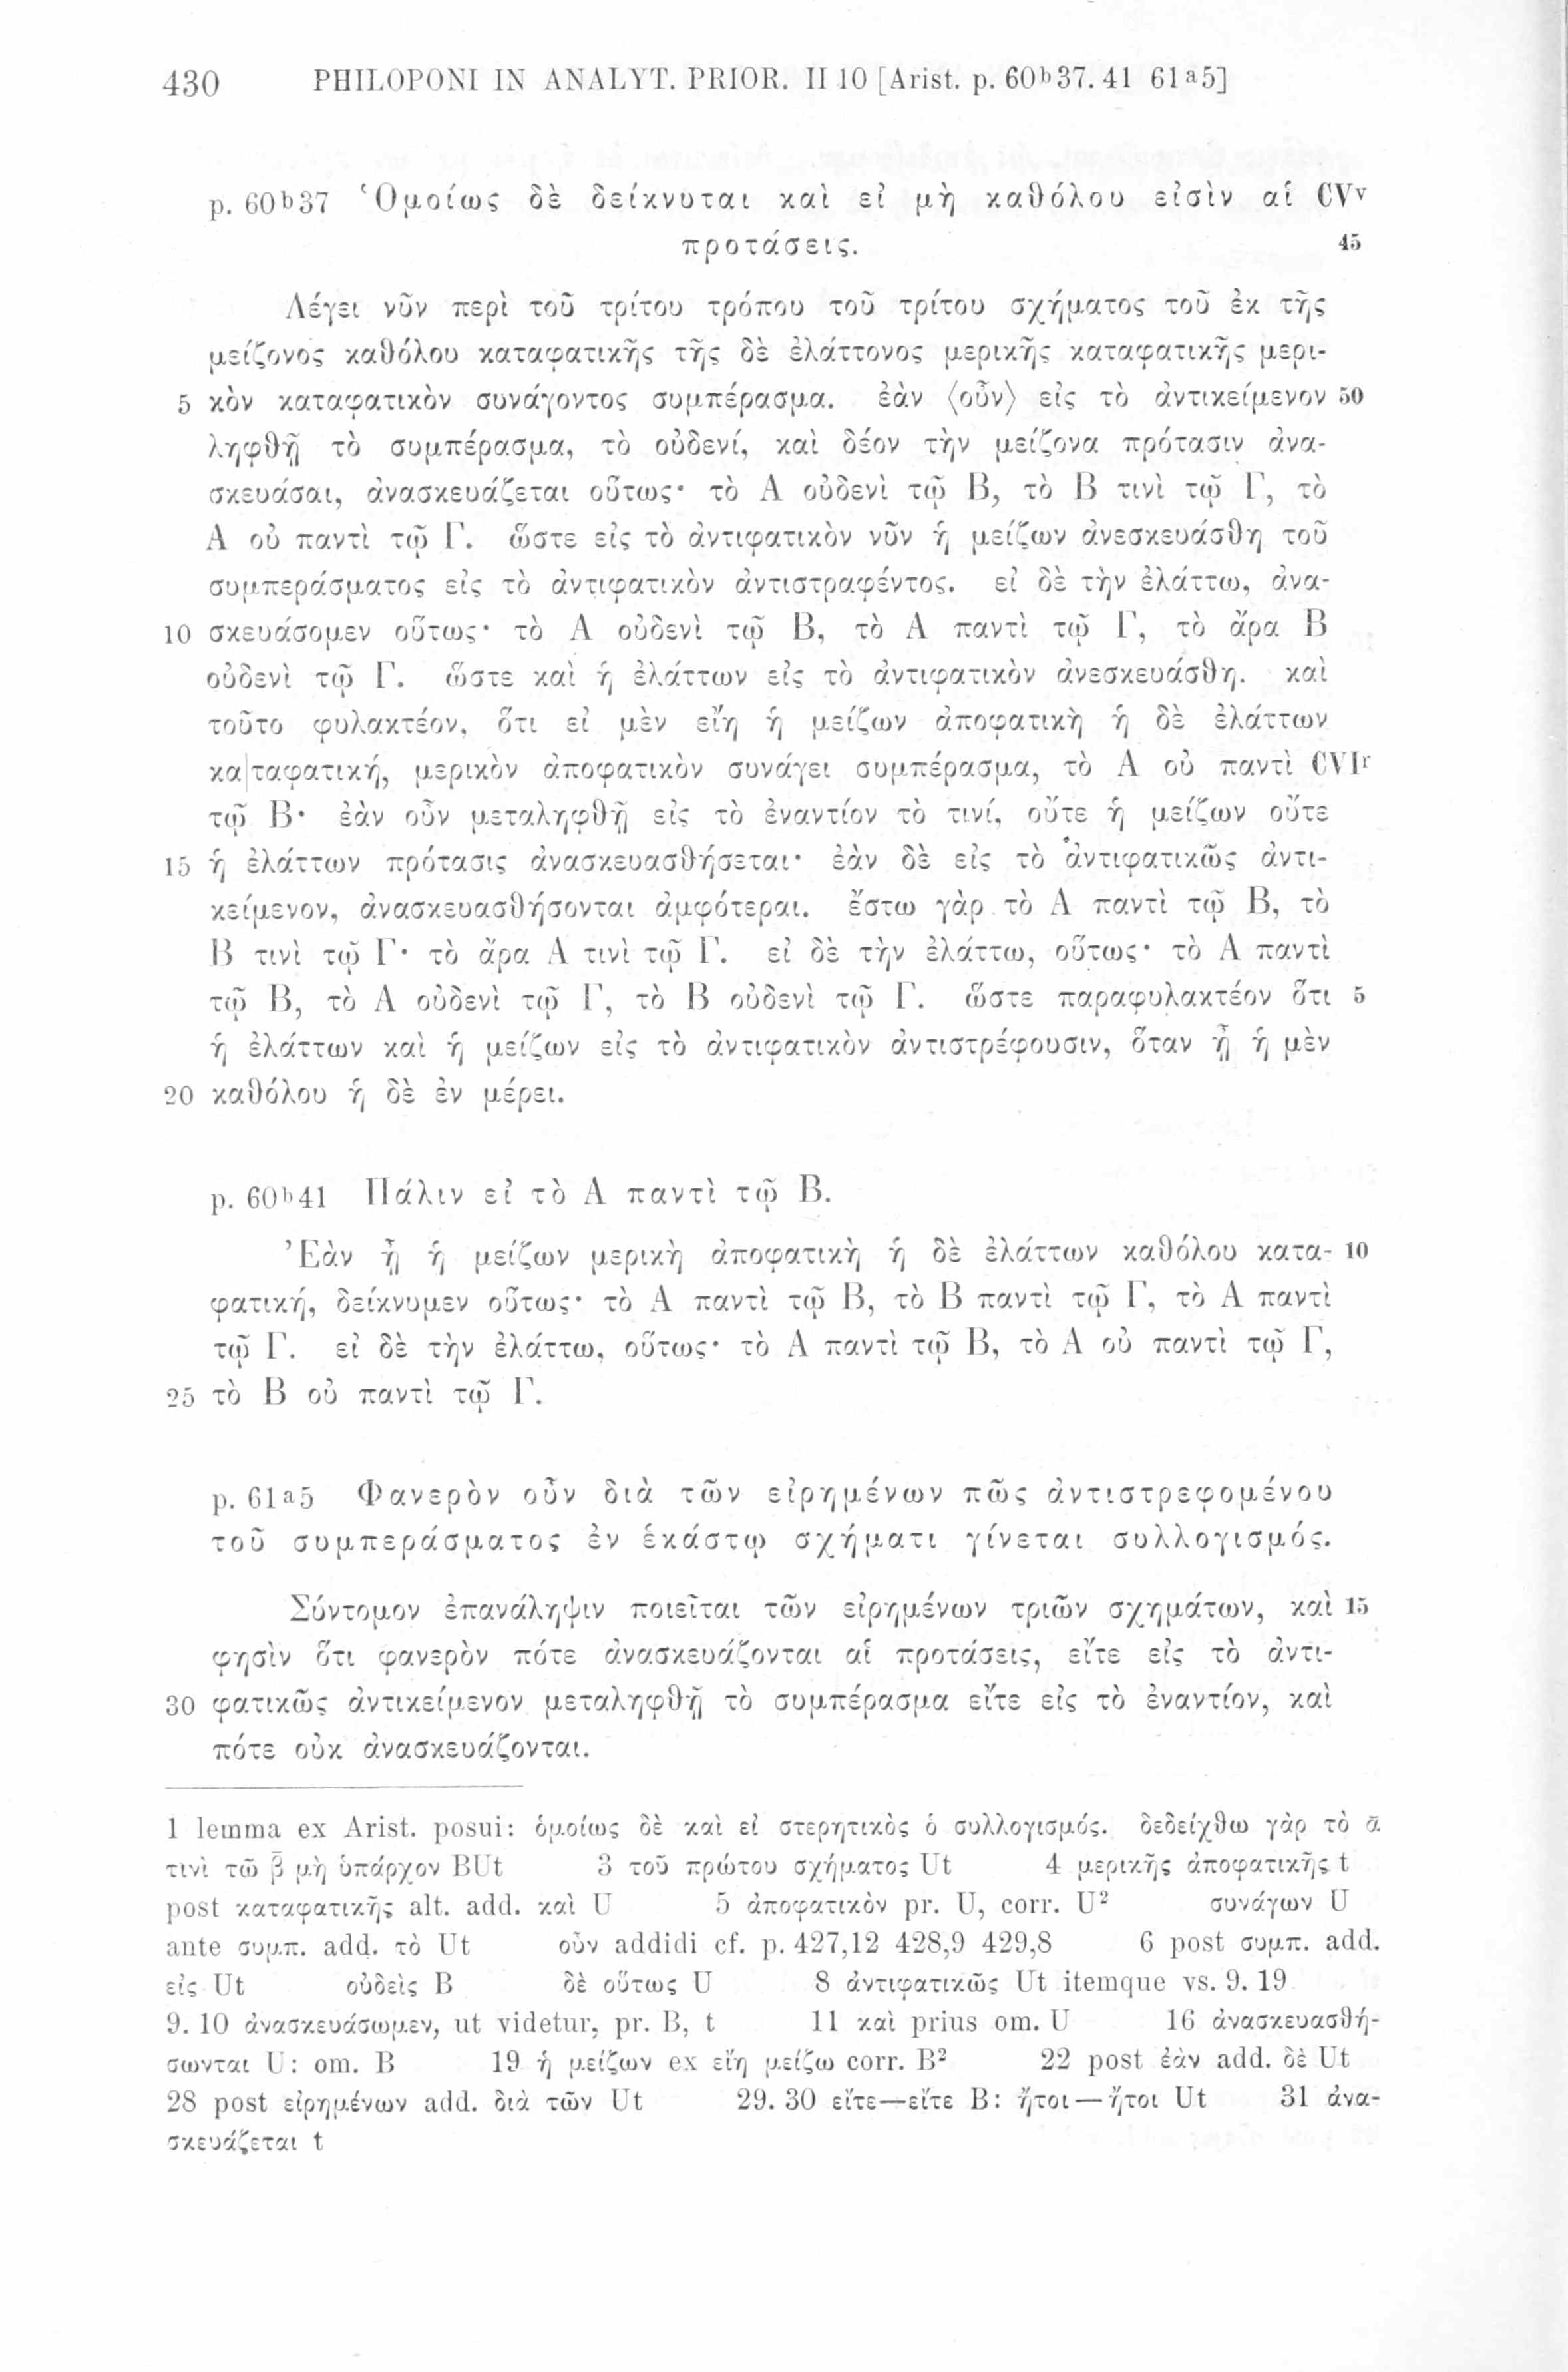 430 PHILOPONI IN ANALYT. PRIOR. II 10 [Arist. p. 60ᵇ37. 41 61ᵃ5]
p. 60ᵇ37 Ὁμοίως δὲ δείκνυται καὶ εἰ μὴ καθόλου εἰσὶν αἱ CVᵛ
προτάσεις. 45
Λέγει νῦν περὶ τοῦ τρίτου τρόπου τοῦ τρίτου σχήματος τοῦ ἐκ τῆς
μείζονος καθόλου καταφατικῆς τῆς δὲ ἐλάττονος μερικῆς καταφατικῆς μερι-
5 κὸν καταφατικὸν συνάγοντος συμπέρασμα. ἐὰν ⟨οὖν⟩ εἰς τὸ ἀντικείμενον 50
ληφθῇ τὸ συμπέρασμα, τὸ οὐδενί, καὶ δέον τὴν μείζονα πρότασιν ἀνα-
σκευάσαι, ἀνασκευάζεται οὕτως· τὸ Α οὐδενὶ τῷ Β, τὸ Β τινὶ τῷ Γ, τὸ
Α οὐ παντὶ τῷ Γ. ὥστε εἰς τὸ ἀντιφατικὸν νῦν ἡ μείζων ἀνεσκευάσθη τοῦ
συμπεράσματος εἰς τὸ ἀντιφατικὸν ἀντιστραφέντος. εἰ δὲ τὴν ἐλάττω, ἀνα-
10 σκευάσομεν οὕτως· τὸ Α οὐδενὶ τῷ Β, τὸ Α παντὶ τῷ Γ, τὸ ἄρα Β
οὐδενὶ τῷ Γ. ὥστε καὶ ἡ ἐλάττων εἰς τὸ ἀντιφατικὸν ἀνεσκευάσθη. καὶ
τοῦτο φυλακτέον, ὅτι εἰ μὲν εἴη ἡ μείζων ἀποφατικὴ ἡ δὲ ἐλάττων
κα|ταφατική, μερικὸν ἀποφατικὸν συνάγει συμπέρασμα, τὸ Α οὐ παντὶ CVIʳ
τῷ Β· ἐὰν οὖν μεταληφθῇ εἰς τὸ ἐναντίον τὸ τινί, οὔτε ἡ μείζων οὔτε
15 ἡ ἐλάττων πρότασις ἀνασκευασθήσεται· ἐὰν δὲ εἰς τὸ ἀντιφατικῶς ἀντι-
κείμενον, ἀνασκευασθήσονται ἀμφότεραι. ἔστω γὰρ τὸ Α παντὶ τῷ Β, τὸ
Β τινὶ τῷ Γ· τὸ ἄρα Α τινὶ τῷ Γ. εἰ δὲ τὴν ἐλάττω, οὕτως· τὸ Α παντὶ
τῷ Β, τὸ Α οὐδενὶ τῷ Γ, τὸ Β οὐδενὶ τῷ Γ. ὥστε παραφυλακτέον ὅτι 5
ἡ ἐλάττων καὶ ἡ μείζων εἰς τὸ ἀντιφατικὸν ἀντιστρέφουσιν, ὅταν ᾖ ἡ μὲν
20 καθόλου ἡ δὲ ἐν μέρει.
p. 60ᵇ41 Πάλιν εἰ τὸ Α παντὶ τῷ Β.
Ἐὰν ᾖ ἡ μείζων μερικὴ ἀποφατικὴ ἡ δὲ ἐλάττων καθόλου κατα- 10
φατική, δείκνυμεν οὕτως· τὸ Α παντὶ τῷ Β, τὸ Β παντὶ τῷ Γ, τὸ Α παντὶ
τῷ Γ. εἰ δὲ τὴν ἐλάττω, οὕτως· τὸ Α παντὶ τῷ Β, τὸ Α οὐ παντὶ τῷ Γ,
25 τὸ Β οὐ παντὶ τῷ Γ.
p. 61ᵃ5 Φανερὸν οὖν διὰ τῶν εἰρημένων πῶς ἀντιστρεφομένου
τοῦ συμπεράσματος ἐν ἑκάστῳ σχήματι γίνεται συλλογισμός.
Σύντομον ἐπανάληψιν ποιεῖται τῶν εἰρημένων τριῶν σχημάτων, καὶ 15
φησὶν ὅτι φανερὸν πότε ἀνασκευάζονται αἱ προτάσεις, εἴτε εἰς τὸ ἀντι-
30 φατικῶς ἀντικείμενον μεταληφθῇ τὸ συμπέρασμα εἴτε εἰς τὸ ἐναντίον, καὶ
πότε οὐκ ἀνασκευάζονται.
1 lemma ex Arist. posui: ὁμοίως δὲ καὶ εἰ στερητικὸς ὁ συλλογισμός. δεδείχθω γὰρ τὸ ᾱ
τινὶ τῶ β̄ μὴ ὑπάρχον BUt 3 τοῦ πρώτου σχήματος Ut 4 μερικῆς ἀποφατικῆς t
post καταφατικῆς alt. add. καὶ U 5 ἀποφατικὸν pr. U, corr. U² συνάγων U
ante συμπ. add. τὸ Ut οὖν addidi cf. p. 427,12 428,9 429,8 6 post συμπ. add.
εἰς Ut οὐδεὶς B δὲ οὕτως U 8 ἀντιφατικῶς Ut itemque vs. 9. 19
9. 10 ἀνασκευάσωμεν, ut videtur, pr. B, t 11 καὶ prius om. U 16 ἀνασκευασθή-
σωνται U: om. B 19 ἡ μείζων ex εἴη μείζω corr. B² 22 post ἐὰν add. δὲ Ut
28 post εἰρημένων add. διὰ τῶν Ut 29. 30 εἴτε—εἴτε B: ἤτοι — ἤτοι Ut 31 ἀνα-
σκευάζεται t